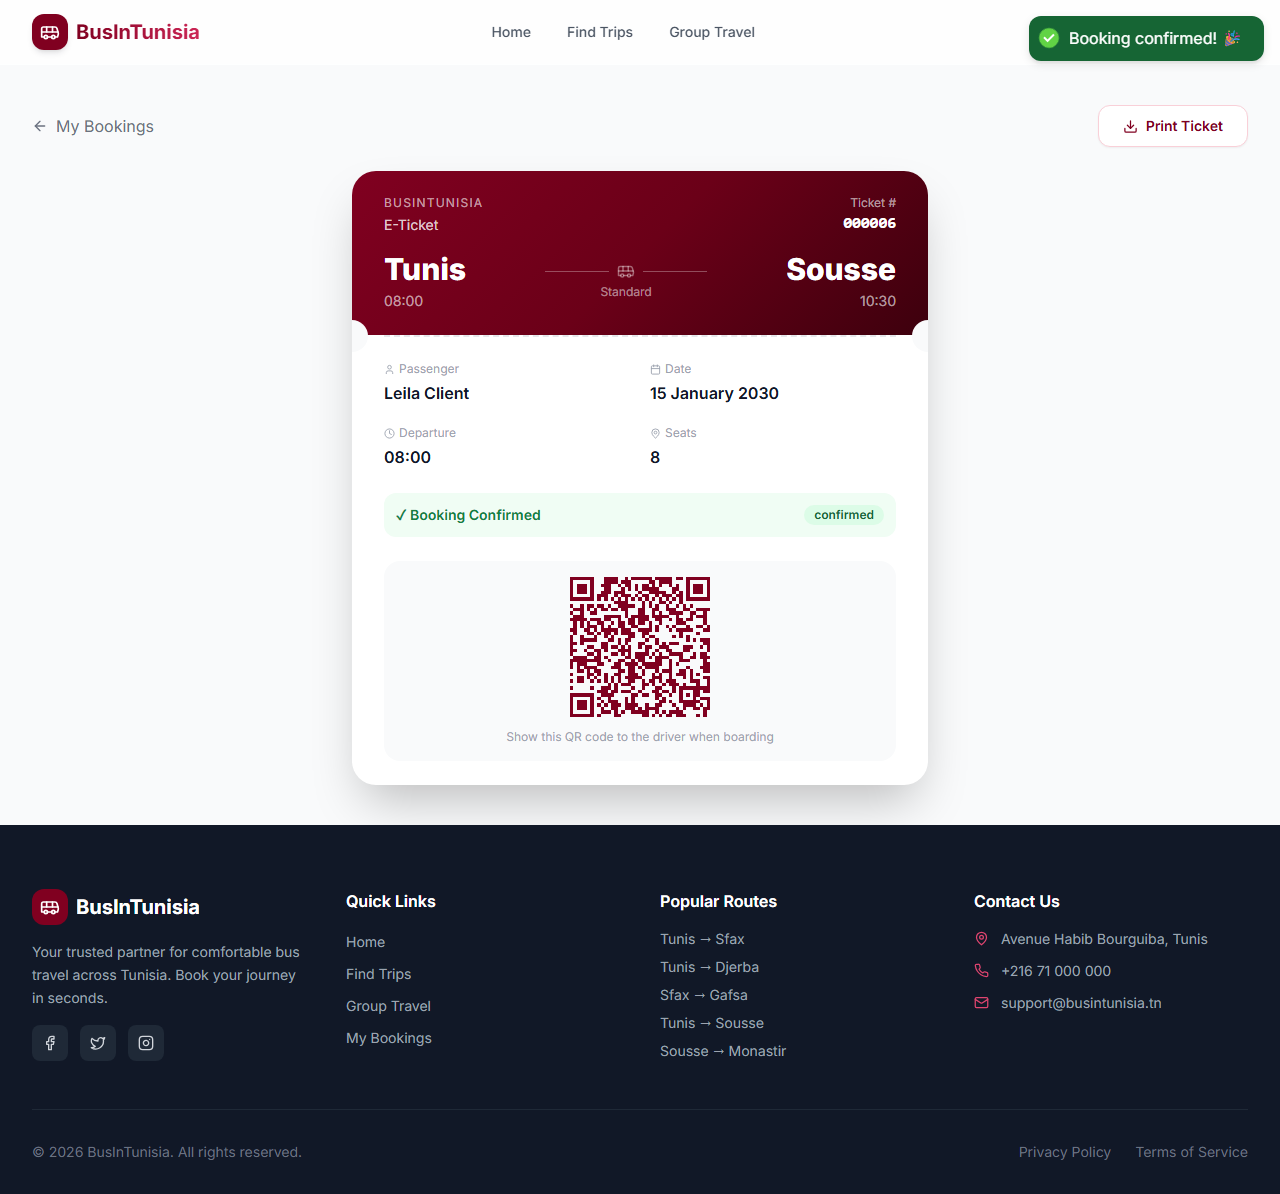 BusInTunisia
Home
Find Trips
Group Travel
Booking confirmed! 🎉
My Bookings
Print Ticket
BUSINTUNISIA
E-Ticket
Ticket #
000006
Tunis
Standard
Sousse
08:00
10:30
Passenger
Leila Client
Date
15 January 2030
Departure
08:00
Seats
8
✓ Booking Confirmed
confirmed
Show this QR code to the driver when boarding
BusInTunisia
Your trusted partner for comfortable bus
travel across Tunisia. Book your journey
in seconds.
Quick Links
Home
Find Trips
Group Travel
My Bookings
Popular Routes
Tunis → Sfax
Tunis → Djerba
Sfax → Gafsa
Tunis → Sousse
Sousse → Monastir
Contact Us
Avenue Habib Bourguiba, Tunis
+216 71 000 000
support@busintunisia.tn
© 2026 BusInTunisia. All rights reserved.
Privacy Policy
Terms of Service